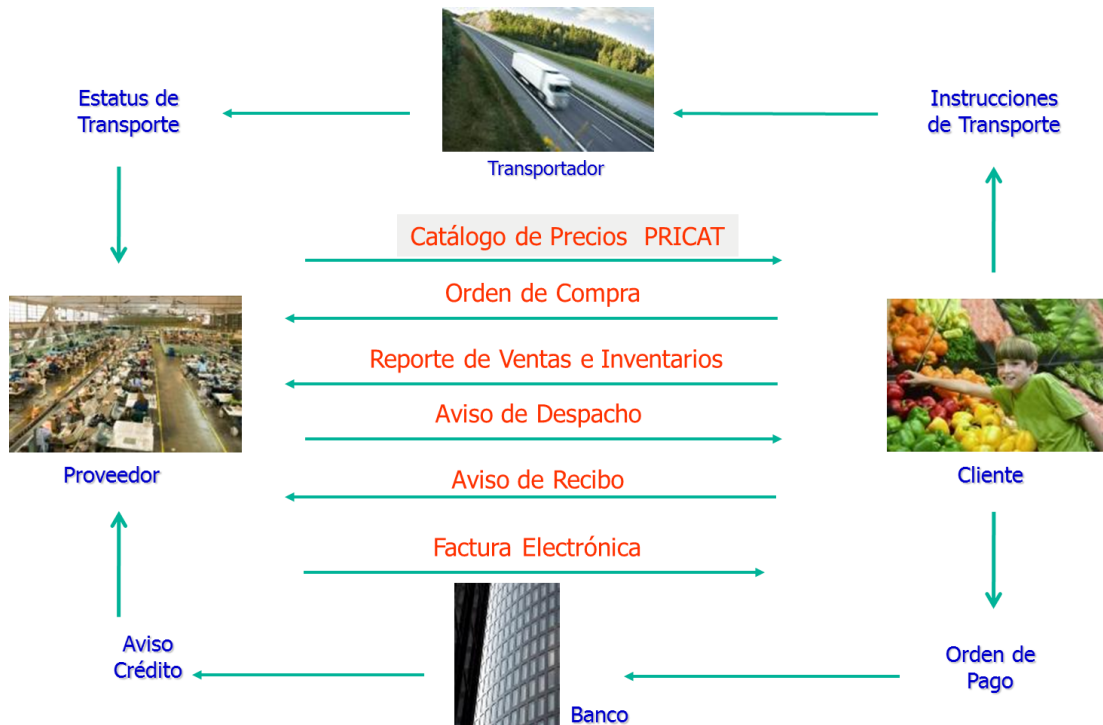 Estatus de
Transporte
Instrucciones
de Transporte
Transportador
Catálogo de Precios PRICAT
Orden de Compra
Reporte de Ventas e Inventarios
Aviso de Despacho
Proveedor
Aviso de Recibo
Cliente
Factura Electrónica
Aviso
Crédito
Orden de
Pago
Banco